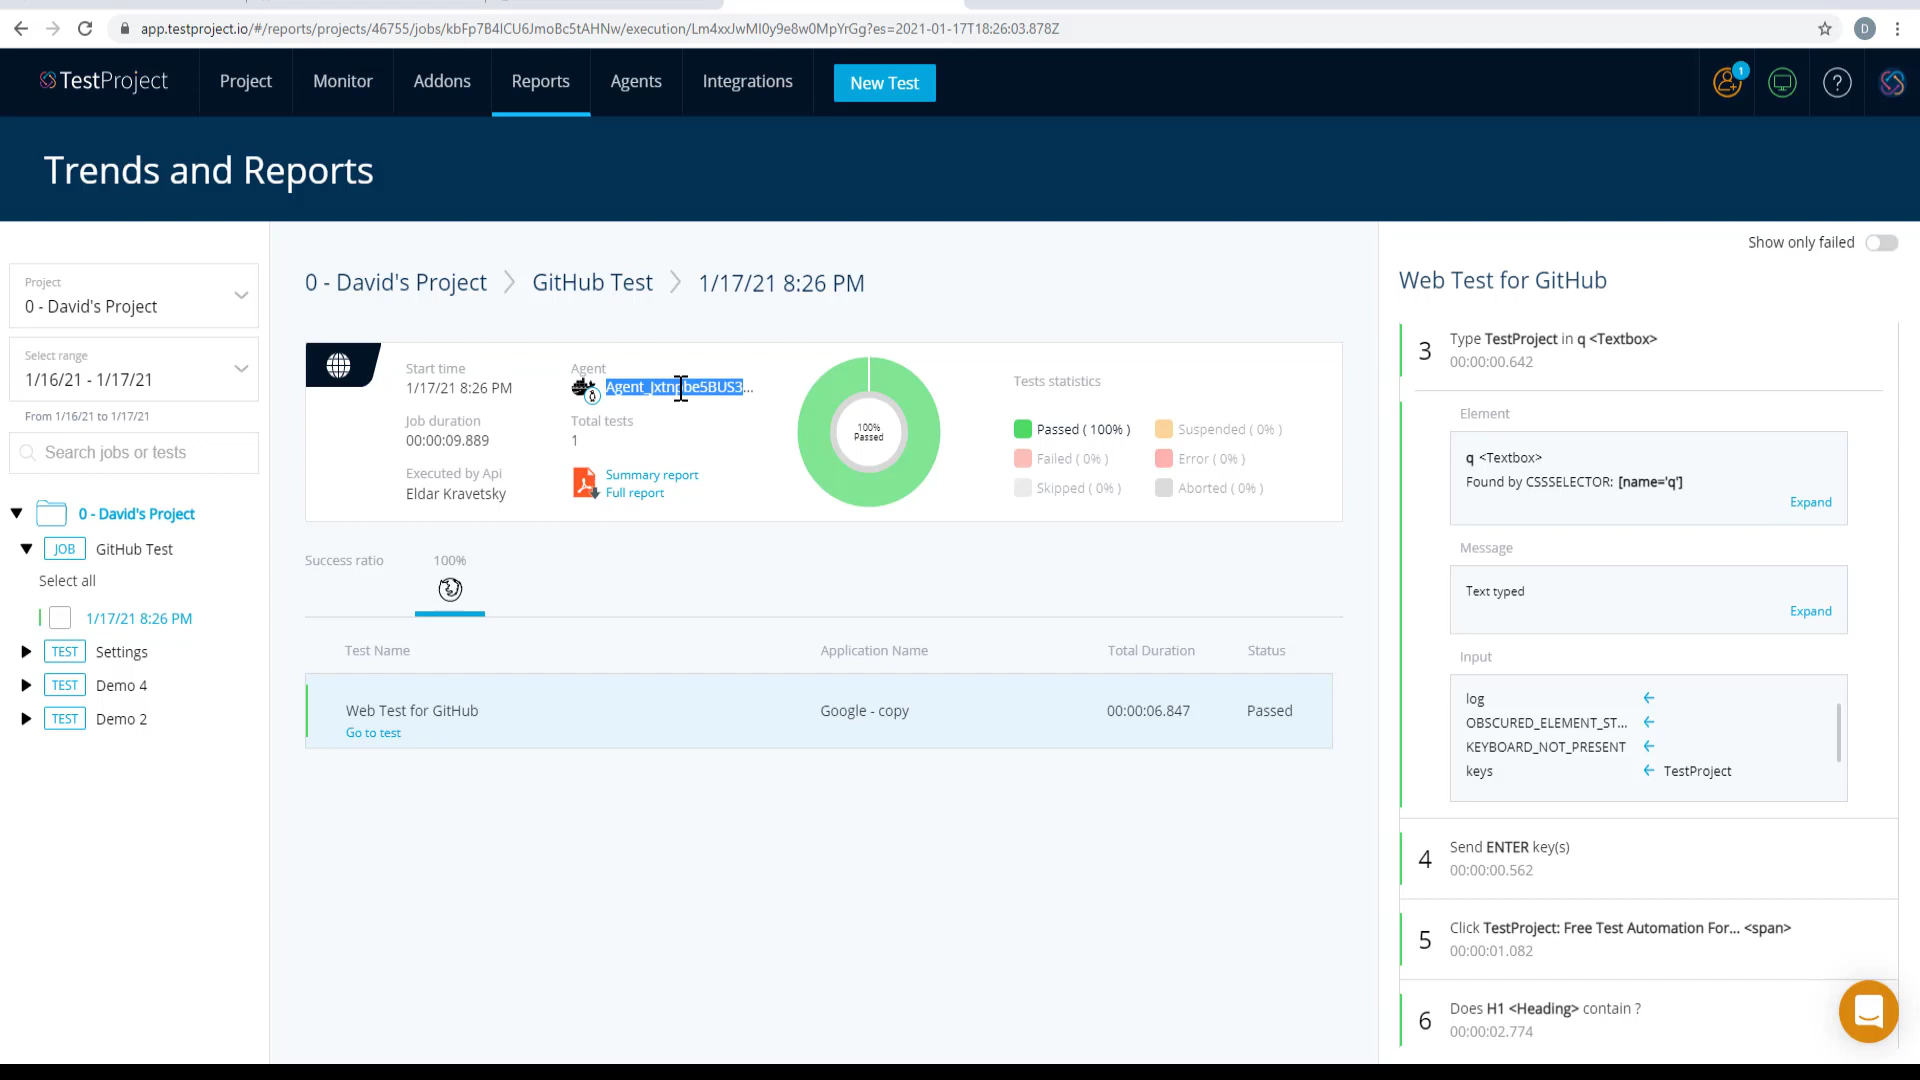 app.testproject.io/#/reports/projects/46755/jobs/kbFp7B4lCU6JmoBc5tAHNw/execution/Lm4xxJwMl0y9e8w0MpYrGg?es=2021-01-17T18:26:03.878Z
D
TestProject
Project
Monitor
Addons
Reports
Agents
Integrations
New Test
1
?
Trends and Reports
Show only failed
Project
0 - David's Project
Select range
1/16/21 - 1/17/21
From 1/16/21 to 1/17/21
Search jobs or tests
0 - David's Project
JOB GitHub Test
Select all
1/17/21 8:26 PM
TEST Settings
TEST Demo 4
TEST Demo 2
0 - David's Project > GitHub Test > 1/17/21 8:26 PM
Start time
1/17/21 8:26 PM
Job duration
00:00:09.889
Executed by Api
Eldar Kravetsky
Agent
Total tests
1
Summary report
Full report
100%
Passed
Tests statistics
Passed ( 100% )
Suspended ( 0% )
Failed ( 0% )
Error ( 0% )
Skipped ( 0% )
Aborted ( 0% )
Success ratio
100%
Test Name Application Name Total Duration Status
Web Test for GitHub Google - copy 00:00:06.847 Passed
Go to test
Web Test for GitHub
3 Type TestProject in q <Textbox>
00:00:00.642
Element
q <Textbox>
Found by CSSSELECTOR: [name='q']
Expand
Message
Text typed
Expand
Input
log
OBSCURED_ELEMENT_ST...
KEYBOARD_NOT_PRESENT
keys TestProject
4 Send ENTER key(s)
00:00:00.562
5 Click TestProject: Free Test Automation For... <span>
00:00:01.082
6 Does H1 <Heading> contain ?
00:00:02.774